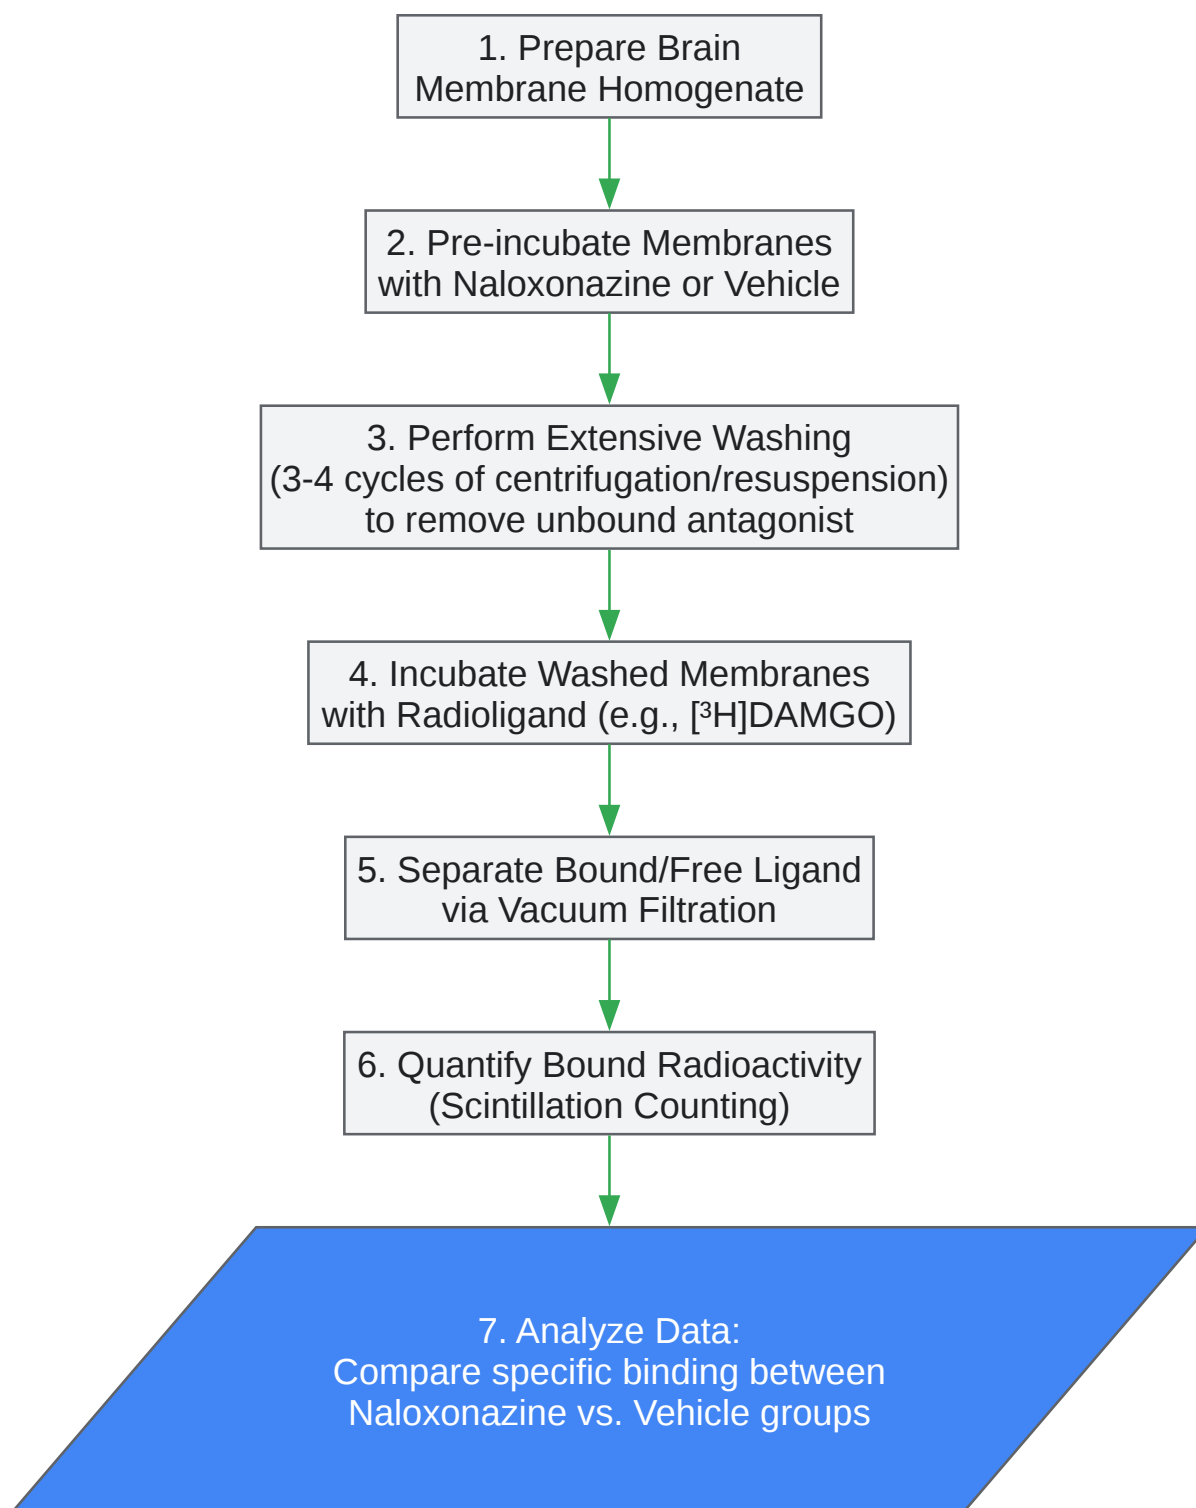 1. Prepare Brain
Membrane Homogenate
2. Pre-incubate Membranes
with Naloxonazine or Vehicle
3. Perform Extensive Washing
(3-4 cycles of centrifugation/resuspension)
to remove unbound antagonist
4. Incubate Washed Membranes
with Radioligand (e.g., [³H]DAMGO)
5. Separate Bound/Free Ligand
via Vacuum Filtration
6. Quantify Bound Radioactivity
(Scintillation Counting)
7. Analyze Data:
Compare specific binding between
Naloxonazine vs. Vehicle groups